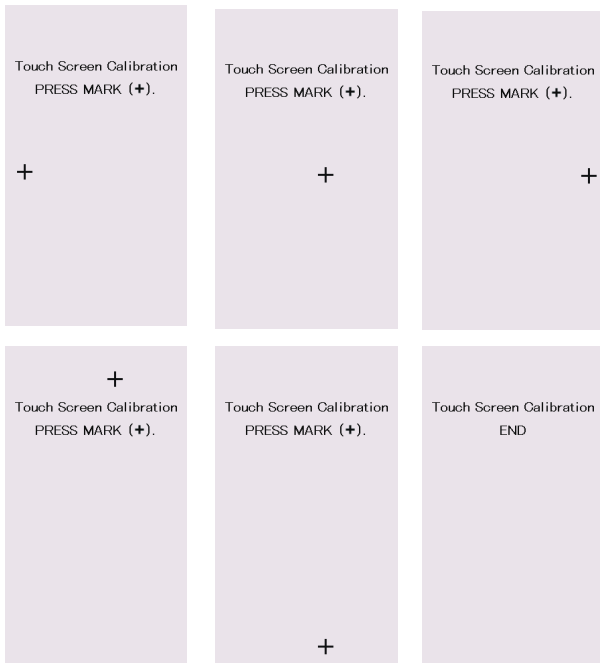 Touch Screen Calibration
PRESS MARK (+).
+
Touch Screen Calibration
PRESS MARK (+).
+
Touch Screen Calibration
PRESS MARK (+).
+
+
Touch Screen Calibration
PRESS MARK (+).
Touch Screen Calibration
PRESS MARK (+).
+
Touch Screen Calibration
END